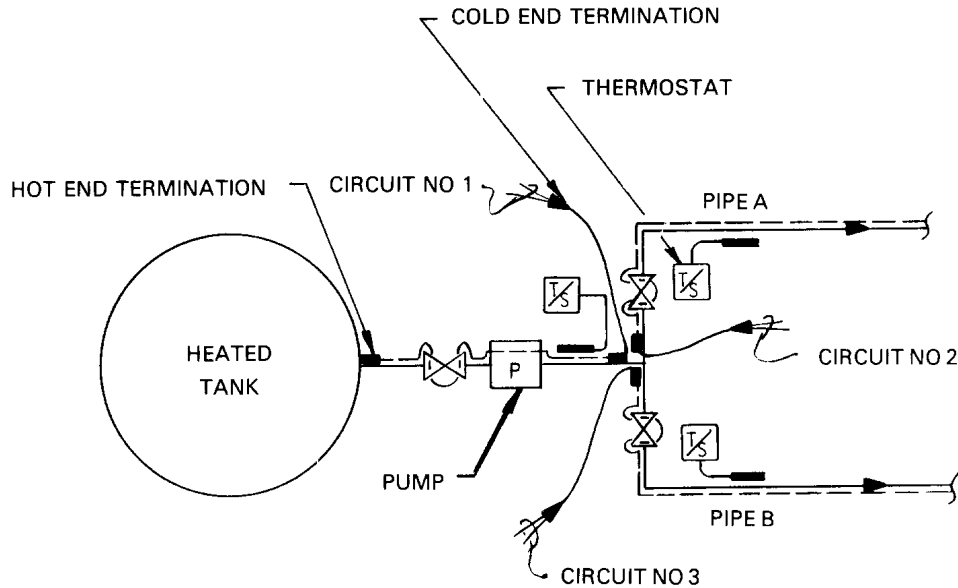 COLD END TERMINATION
THERMOSTAT
HOT END TERMINATION
CIRCUIT NO 1
PIPE A
T/S
T/S
HEATED
TANK
P
CIRCUIT NO 2
T/S
PUMP
PIPE B
CIRCUIT NO 3